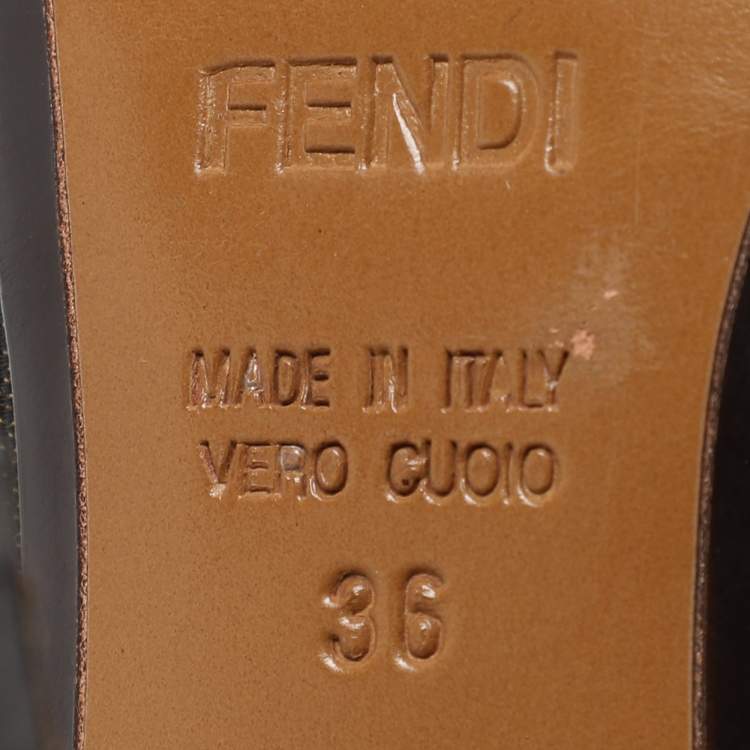 FENDI
MADE IN ITALY
VERO CUOIO
36